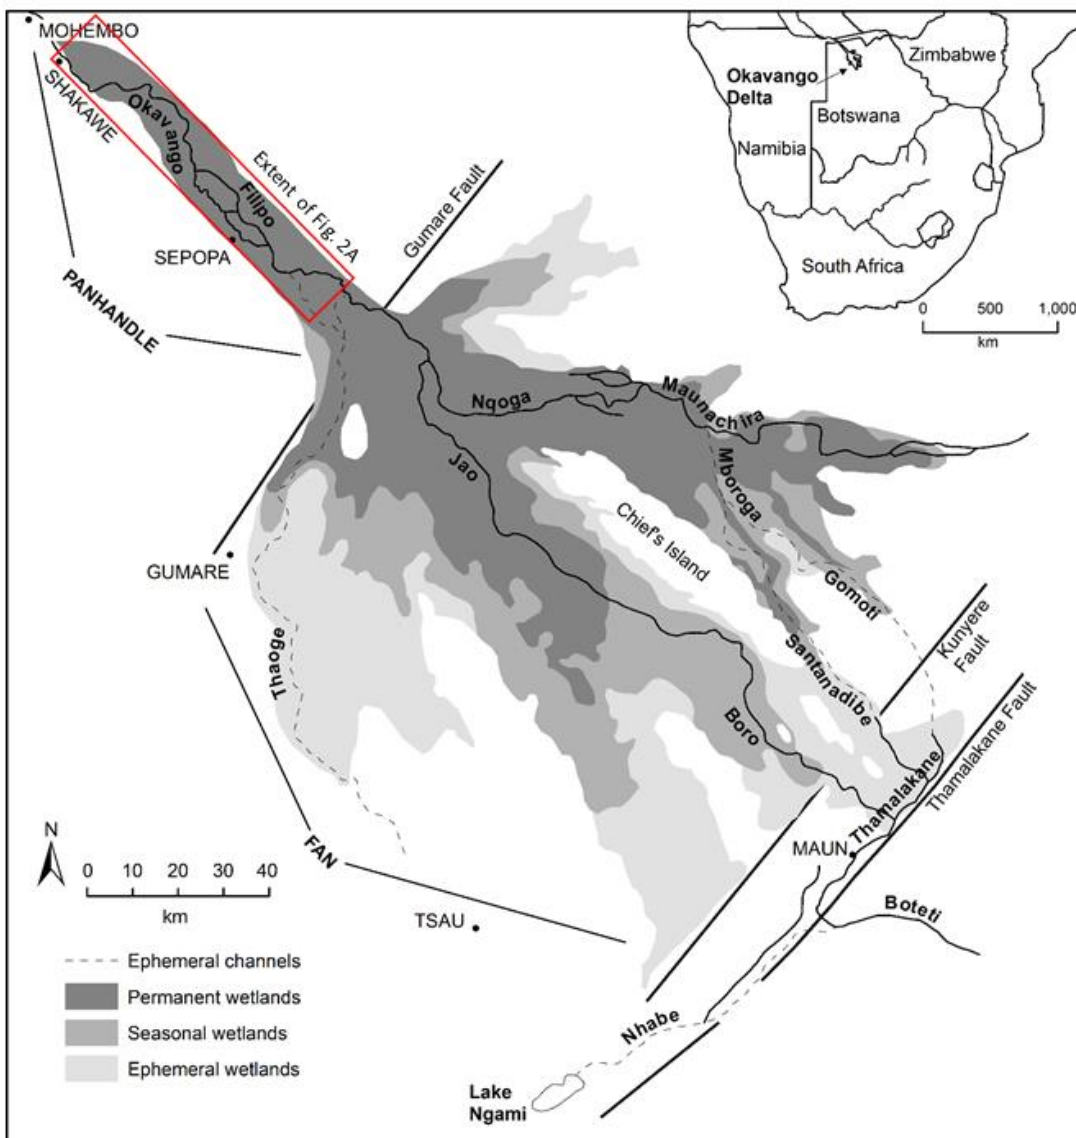 MOHEMBO
SHAKAWE
Okavango
Filipo
Extent of Fig. 2A
SEPOPA
PANHANDLE
Gumare Fault
Nqoga
Maunachira
Jao
Mboroga
Chief's Island
Gomoti
GUMARE
Thaoge
Santanadibe
Kunyere
Fault
Boro
Thamalakane
Thamalakane Fault
FAN
MAUN
Boteti
TSAU
Nhabe
Lake
Ngami
N
0 10 20 30 40
km
Ephemeral channels
Permanent wetlands
Seasonal wetlands
Ephemeral wetlands
Zimbabwe
Okavango
Delta
Botswana
Namibia
South Africa
0 500 1,000
km